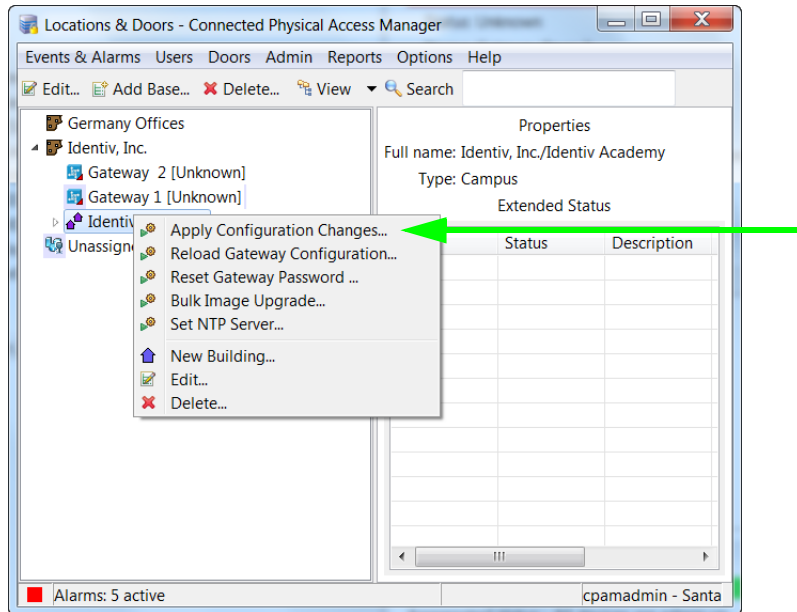 Locations & Doors - Connected Physical Access Manager
Events & Alarms Users Doors Admin Reports Options Help
Edit... Add Base... Delete... View Search
Germany Offices
Identiv, Inc.
Gateway 2 [Unknown]
Gateway 1 [Unknown]
Identiv
Unassigne
Apply Configuration Changes...
Reload Gateway Configuration...
Reset Gateway Password ...
Bulk Image Upgrade...
Set NTP Server...
New Building...
Edit...
Delete...
Properties
Full name: Identiv, Inc./Identiv Academy
Type: Campus
Extended Status
Status Description
Alarms: 5 active
cpamadmin - Santa